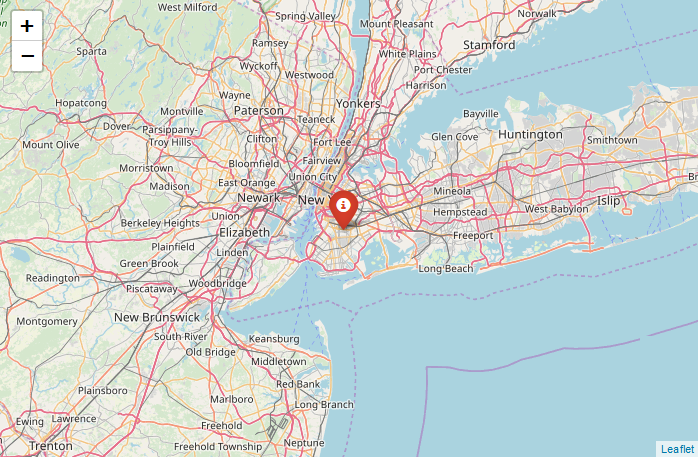 West Milford
Spring Valley
Mount Pleasant
Norwalk
+
−
Sparta
Ramsey
White Plains
Stamford
Wyckoff
Westwood
Port Chester
Harrison
Hopatcong
Wayne
Paterson
Yonkers
Montville
Teaneck
Bayville
Dover
Parsippany-
Troy Hills
Clifton
Fort Lee
Glen Cove
Huntington
Smithtown
Mount Olive
Bloomfield
Fairview
Morristown
Union City
Madison
East Orange
Mineola
Br
Newark
New
West Babylon
Islip
Berkeley Heights
Union
Hempstead
Elizabeth
Freeport
Plainfield
Linden
Green Brook
Long Beach
Readington
Piscataway
Woodbridge
Montgomery
New Brunswick
South River
Keansburg
Old Bridge
Middletown
Plainsboro
Red Bank
Marlboro
Long Branch
Ewing
Lawrence
Freehold
Trenton
Freehold Township
Neptune
Leaflet